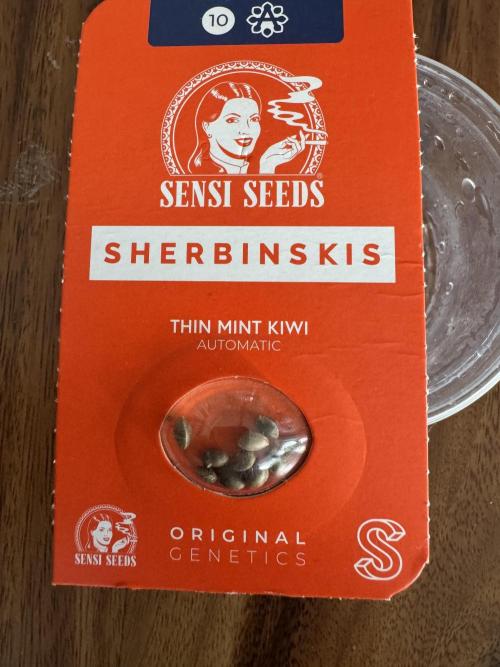 10 A
SENSI SEEDS®
SHERBINSKIS
THIN MINT KIWI
AUTOMATIC
ORIGINAL
GENETICS
SENSI SEEDS
S